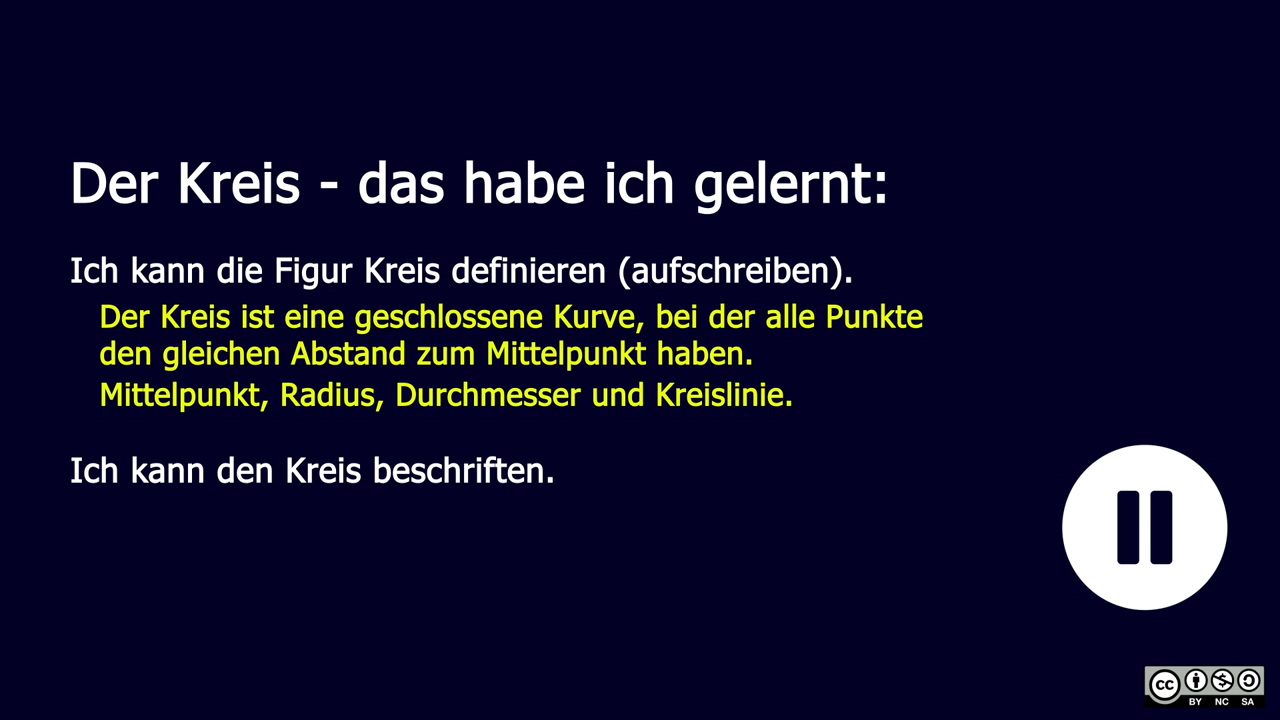 Der Kreis - das habe ich gelernt:
Ich kann die Figur Kreis definieren (aufschreiben).
Der Kreis ist eine geschlossene Kurve, bei der alle Punkte
den gleichen Abstand zum Mittelpunkt haben.
Mittelpunkt, Radius, Durchmesser und Kreislinie.
Ich kann den Kreis beschriften.
cc
BY NC SA